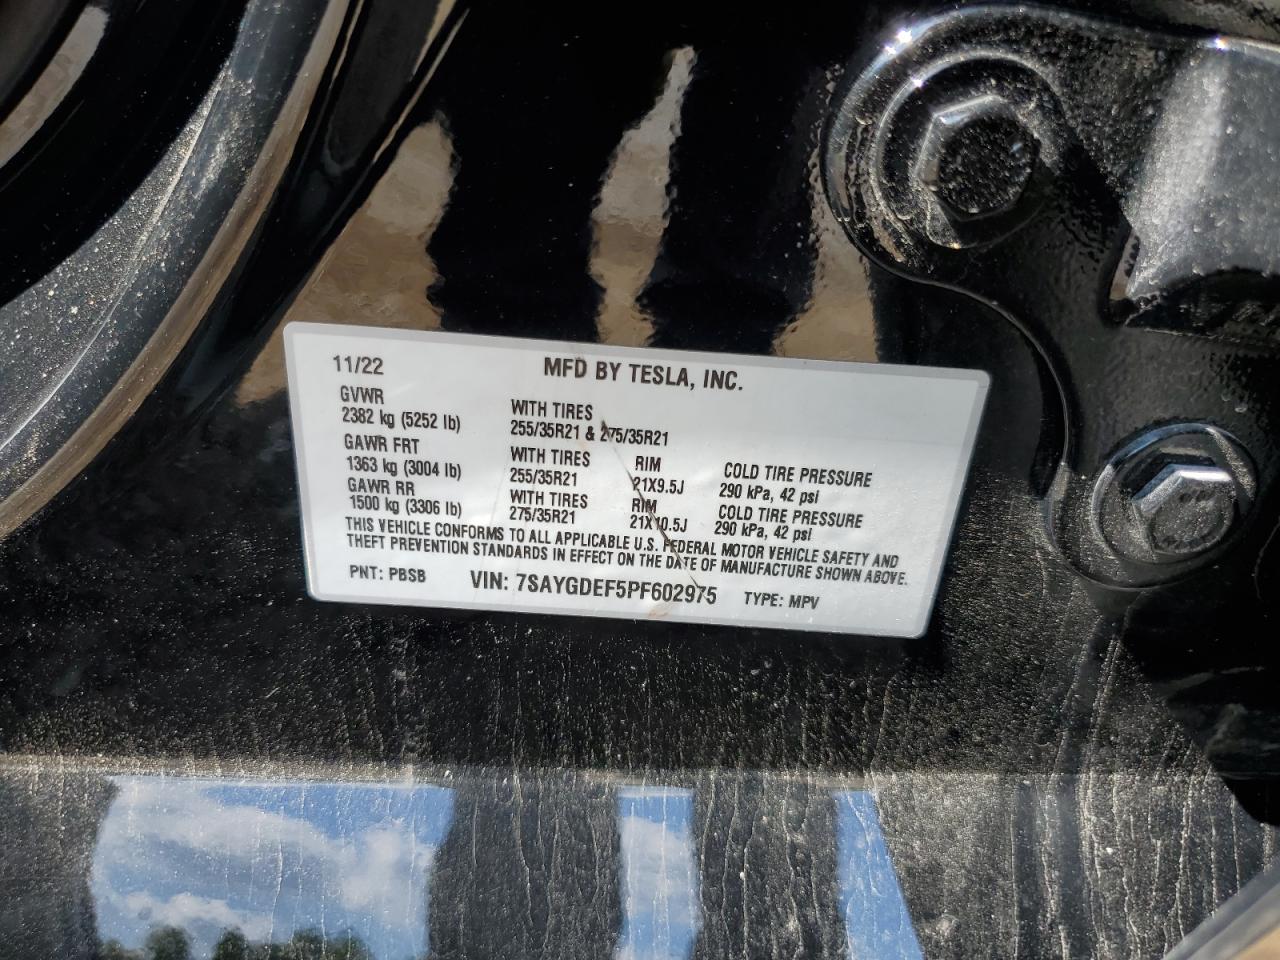 11/22 MFD BY TESLA, INC.
GVWR
2382 kg (5252 lb) WITH TIRES
255/35R21 & 275/35R21
GAWR FRT WITH TIRES RIM COLD TIRE PRESSURE
1363 kg (3004 lb) 255/35R21 21X9.5J 290 kPa, 42 psi
GAWR RR WITH TIRES RIM COLD TIRE PRESSURE
1500 kg (3306 lb) 275/35R21 21X10.5J 290 kPa, 42 psi
THIS VEHICLE CONFORMS TO ALL APPLICABLE U.S. FEDERAL MOTOR VEHICLE SAFETY AND
THEFT PREVENTION STANDARDS IN EFFECT ON THE DATE OF MANUFACTURE SHOWN ABOVE.
PNT: PBSB VIN: 7SAYGDEF5PF602975 TYPE: MPV